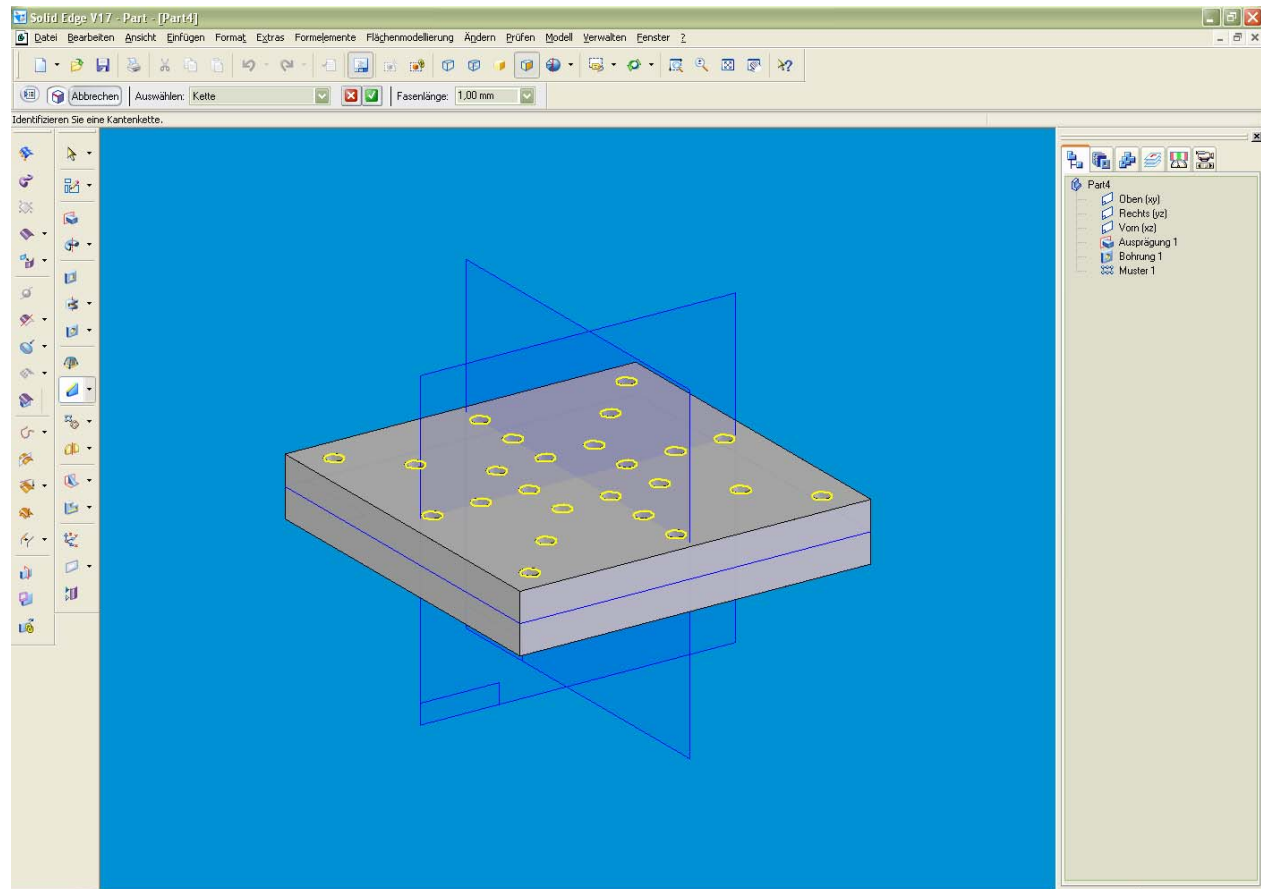 Solid Edge V17 - Part - [Part4]
Datei Bearbeiten Ansicht Einfügen Format Extras Formelemente Flächenmodellierung Ändern Prüfen Modell Verwalten Fenster ?
Abbrechen Auswählen: Kette Fasenlänge: 1,00 mm
Identifizieren Sie eine Kantenkette.
Part4
Oben (xy)
Rechts (yz)
Vorn (xz)
Ausprägung 1
Bohrung 1
Muster 1